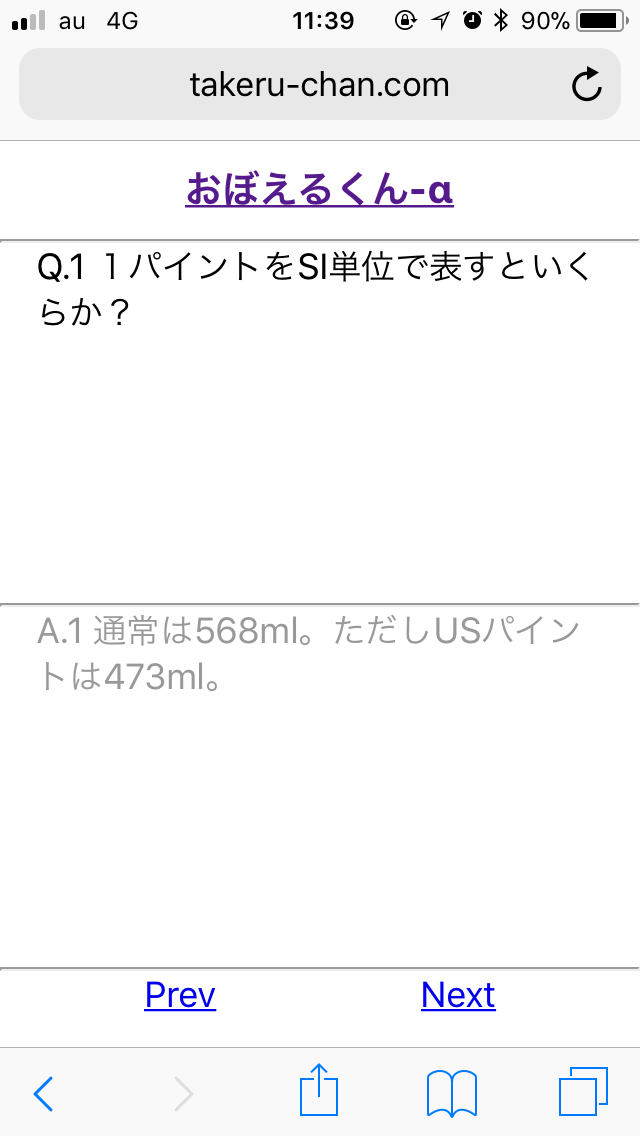 au 4G 11:39 90%
takeru-chan.com
おぼえるくん-α
Q.1 １パイントをSI単位で表すといく
らか？
A.1 通常は568ml。ただしUSパイン
トは473ml。
Prev Next